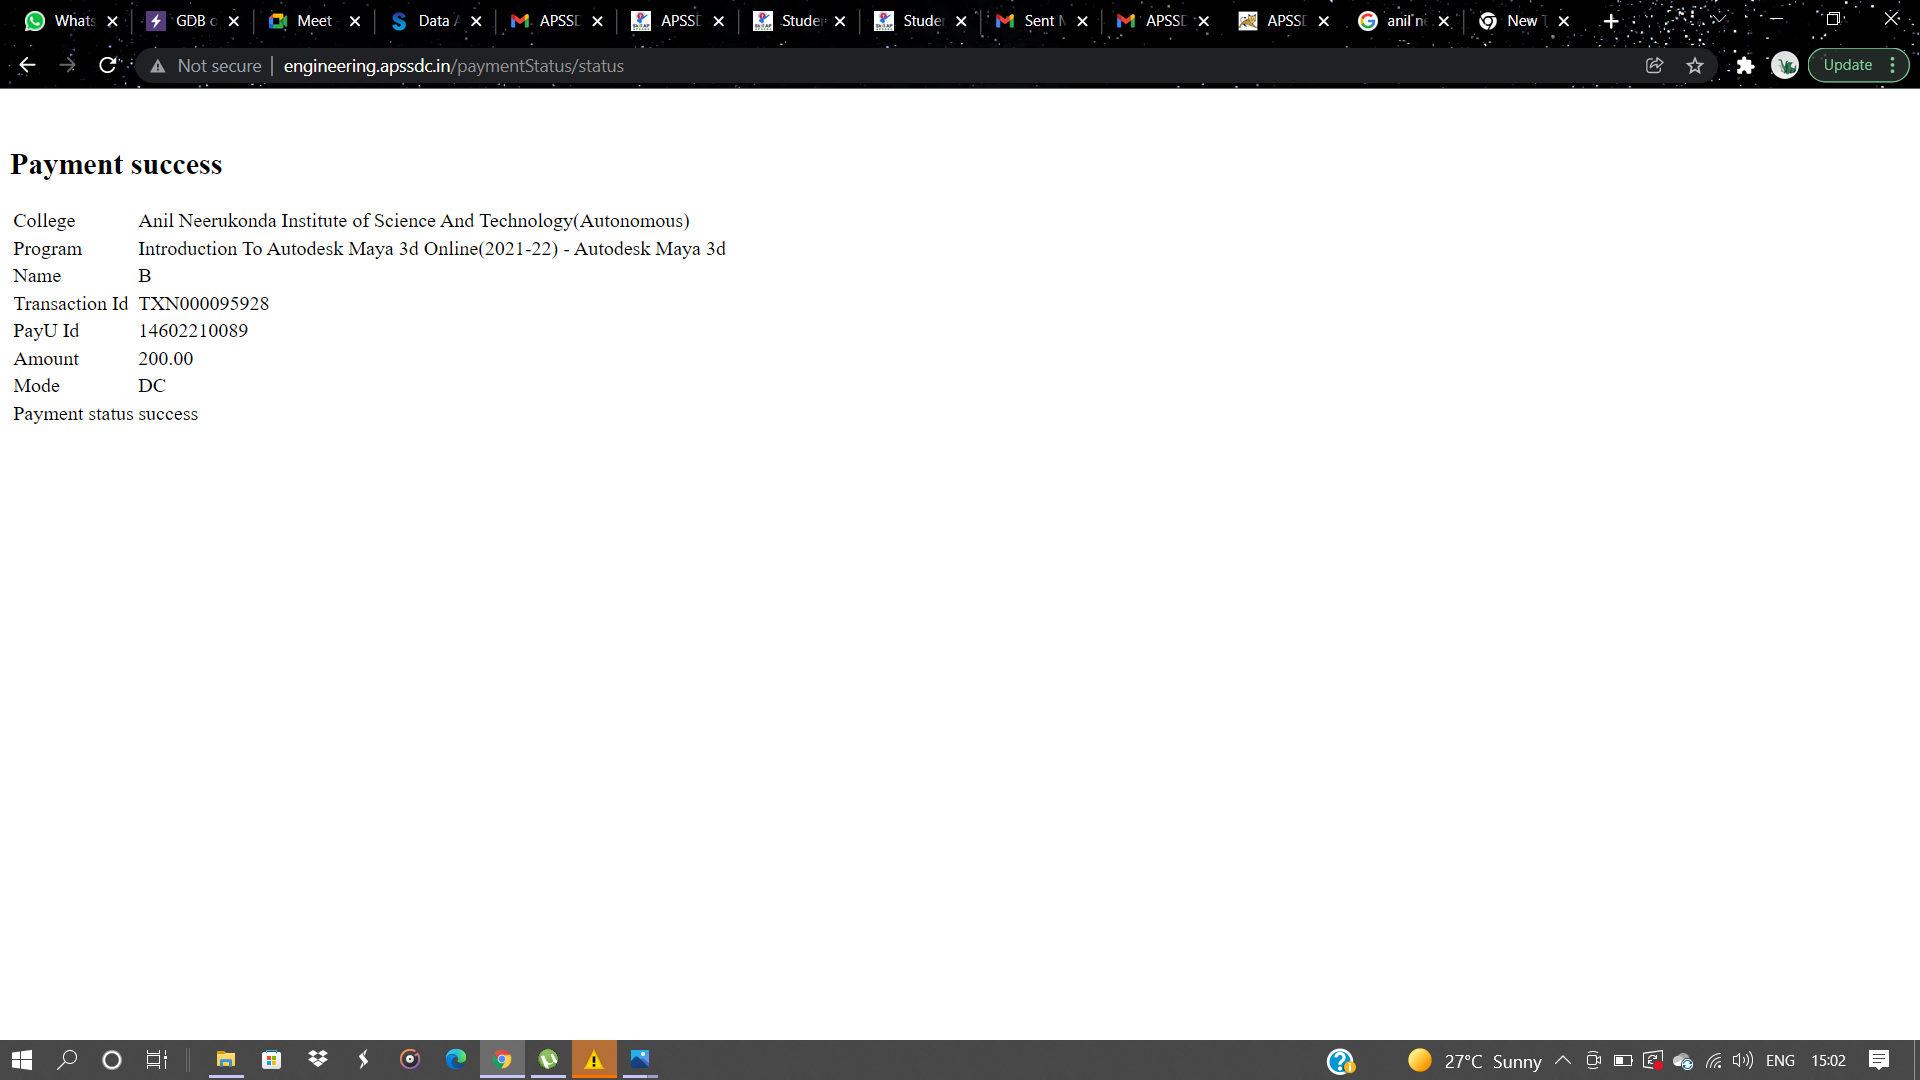 Whats GDB o Meet Data A APSSD APSSD Studer Studer Sent M APSSD APSSD anil ne New T
Not secure engineering.apssdc.in/paymentStatus/status Update
Payment success
College Anil Neerukonda Institute of Science And Technology(Autonomous)
Program Introduction To Autodesk Maya 3d Online(2021-22) - Autodesk Maya 3d
Name B
Transaction Id TXN000095928
PayU Id 14602210089
Amount 200.00
Mode DC
Payment status success
27°C Sunny ENG 15:02